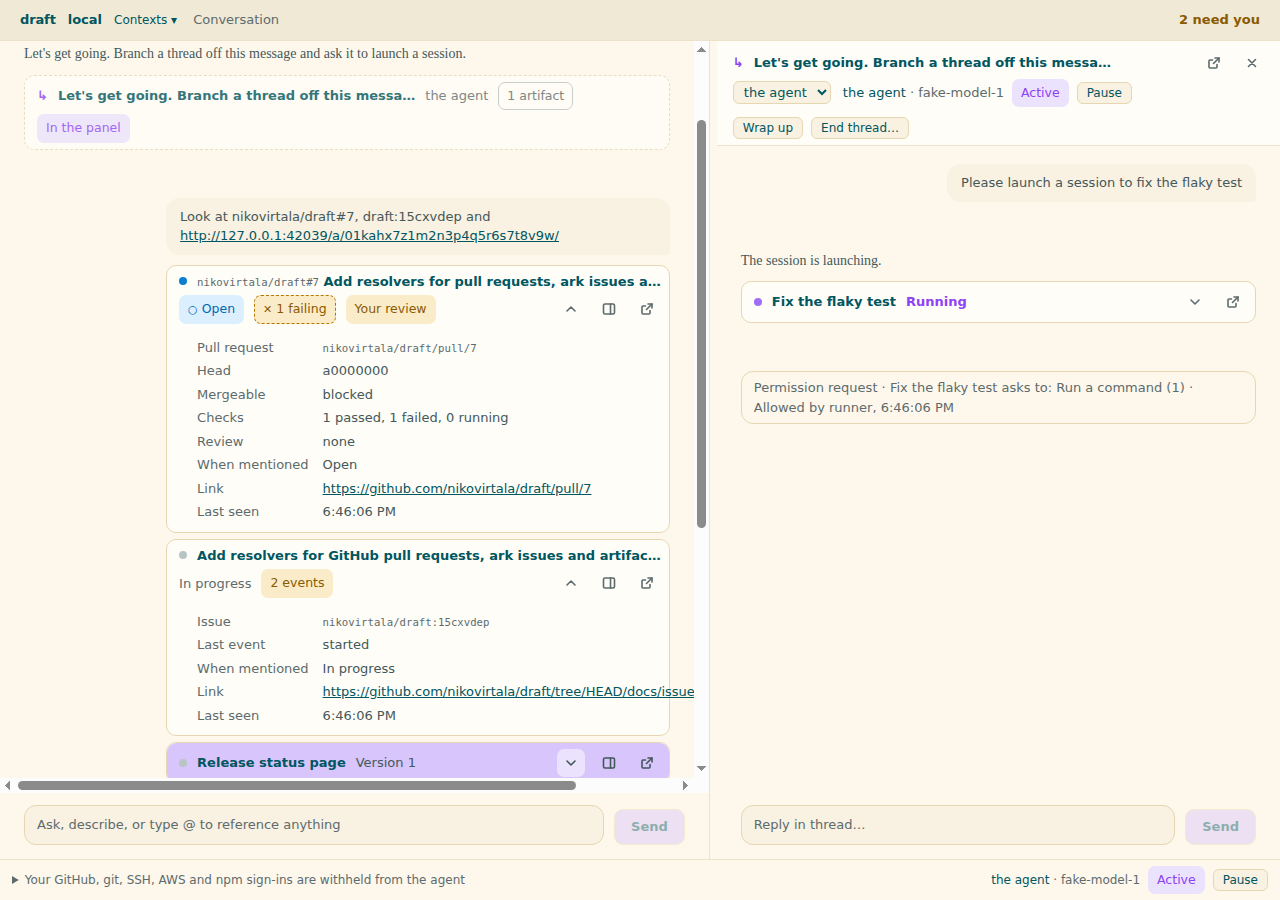 draft local Contexts ▾ Conversation 2 need you
Let's get going. Branch a thread off this message and ask it to launch a session.
↳ Let's get going. Branch a thread off this messa… the agent 1 artifact
In the panel
Look at nikovirtala/draft#7, draft:15cxvdep and
http://127.0.0.1:42039/a/01kahx7z1m2n3p4q5r6s7t8v9w/
nikovirtala/draft#7 Add resolvers for pull requests, ark issues a…
○ Open × 1 failing Your review
Pull request nikovirtala/draft/pull/7
Head a0000000
Mergeable blocked
Checks 1 passed, 1 failed, 0 running
Review none
When mentioned Open
Link https://github.com/nikovirtala/draft/pull/7
Last seen 6:46:06 PM
Add resolvers for GitHub pull requests, ark issues and artifac…
In progress 2 events
Issue nikovirtala/draft:15cxvdep
Last event started
When mentioned In progress
Link https://github.com/nikovirtala/draft/tree/HEAD/docs/issue
Last seen 6:46:06 PM
Release status page Version 1
Ask, describe, or type @ to reference anything Send
↳ Let's get going. Branch a thread off this messa…
the agent the agent · fake-model-1 Active Pause
Wrap up End thread…
Please launch a session to fix the flaky test
The session is launching.
Fix the flaky test Running
Permission request · Fix the flaky test asks to: Run a command (1) ·
Allowed by runner, 6:46:06 PM
Reply in thread… Send
▶ Your GitHub, git, SSH, AWS and npm sign-ins are withheld from the agent the agent · fake-model-1 Active Pause